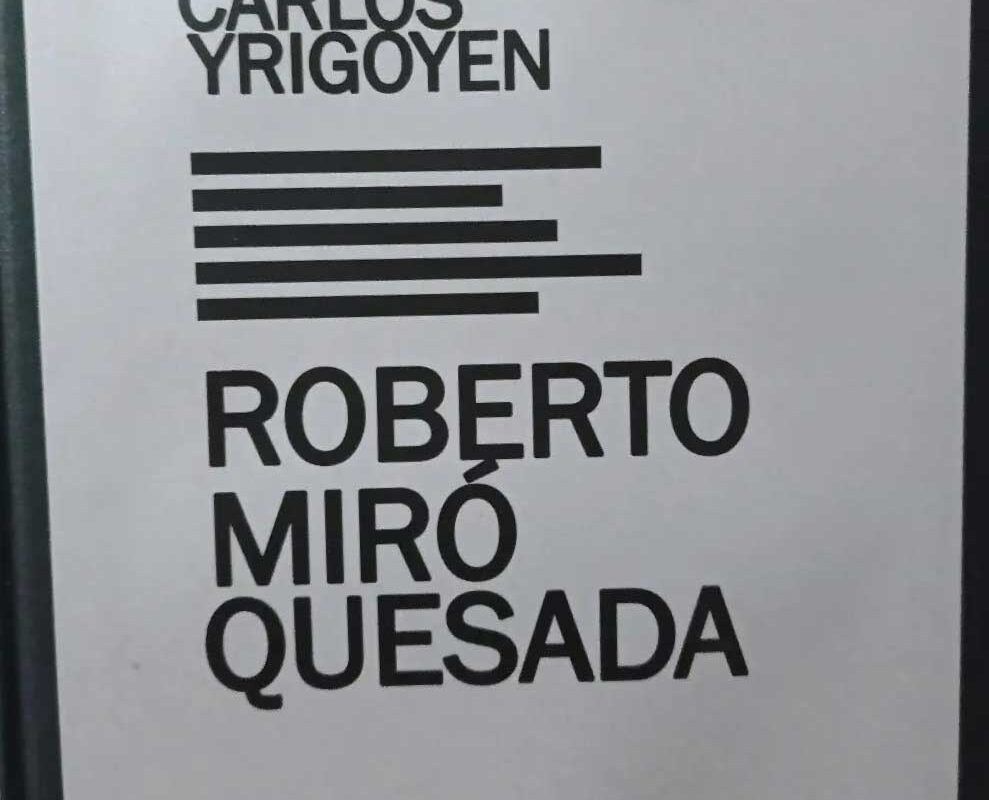 CARLOS
YRIGOYEN
ROBERTO
MIRÓ
QUESADA